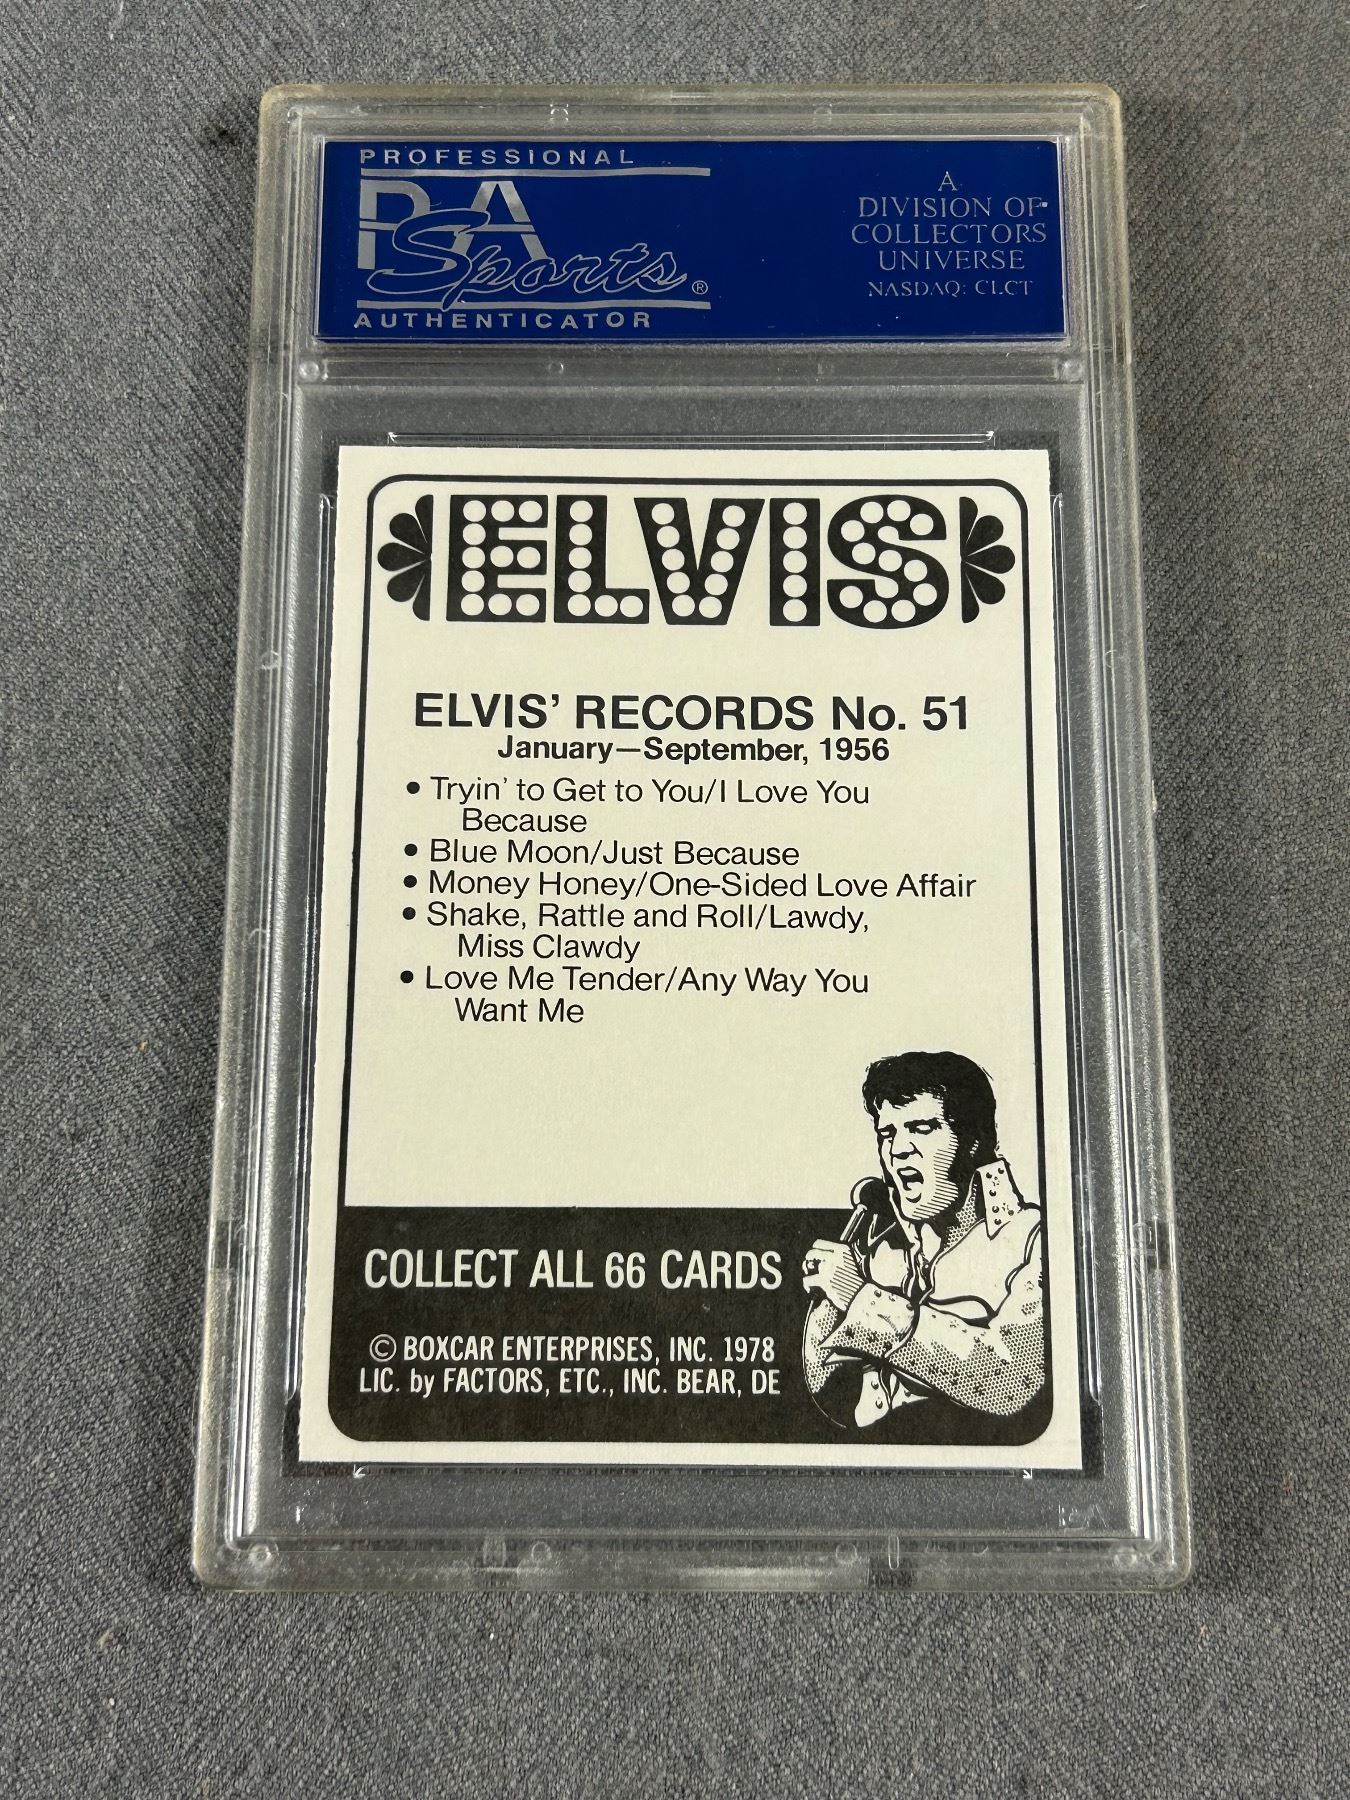 PROFESSIONAL
PSA
Sports®
AUTHENTICATOR
A
DIVISION OF
COLLECTORS
UNIVERSE
NASDAQ: CLCT
ELVIS
ELVIS' RECORDS No. 51
January—September, 1956
• Tryin' to Get to You/I Love You
Because
• Blue Moon/Just Because
• Money Honey/One-Sided Love Affair
• Shake, Rattle and Roll/Lawdy,
Miss Clawdy
• Love Me Tender/Any Way You
Want Me
COLLECT ALL 66 CARDS
© BOXCAR ENTERPRISES, INC. 1978
LIC. by FACTORS, ETC., INC. BEAR, DE